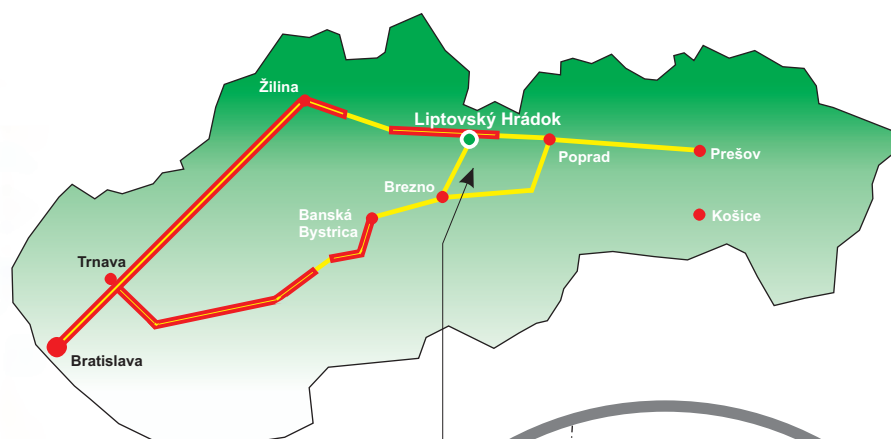 Žilina
Liptovský Hrádok
Poprad
Prešov
Brezno
Banská
Bystrica
Košice
Trnava
Bratislava